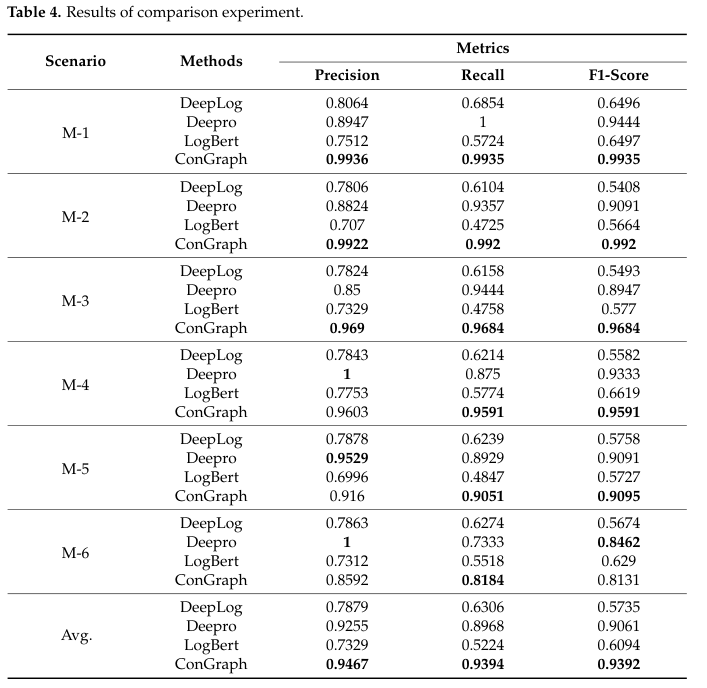 Table 4. Results of comparison experiment.
Scenario Methods Metrics
Precision Recall F1-Score
M-1
DeepLog 0.8064 0.6854 0.6496
Deepro 0.8947 1 0.9444
LogBert 0.7512 0.5724 0.6497
ConGraph 0.9936 0.9935 0.9935
M-2
DeepLog 0.7806 0.6104 0.5408
Deepro 0.8824 0.9357 0.9091
LogBert 0.707 0.4725 0.5664
ConGraph 0.9922 0.992 0.992
M-3
DeepLog 0.7824 0.6158 0.5493
Deepro 0.85 0.9444 0.8947
LogBert 0.7329 0.4758 0.577
ConGraph 0.969 0.9684 0.9684
M-4
DeepLog 0.7843 0.6214 0.5582
Deepro 1 0.875 0.9333
LogBert 0.7753 0.5774 0.6619
ConGraph 0.9603 0.9591 0.9591
M-5
DeepLog 0.7878 0.6239 0.5758
Deepro 0.9529 0.8929 0.9091
LogBert 0.6996 0.4847 0.5727
ConGraph 0.916 0.9051 0.9095
M-6
DeepLog 0.7863 0.6274 0.5674
Deepro 1 0.7333 0.8462
LogBert 0.7312 0.5518 0.629
ConGraph 0.8592 0.8184 0.8131
Avg.
DeepLog 0.7879 0.6306 0.5735
Deepro 0.9255 0.8968 0.9061
LogBert 0.7329 0.5224 0.6094
ConGraph 0.9467 0.9394 0.9392